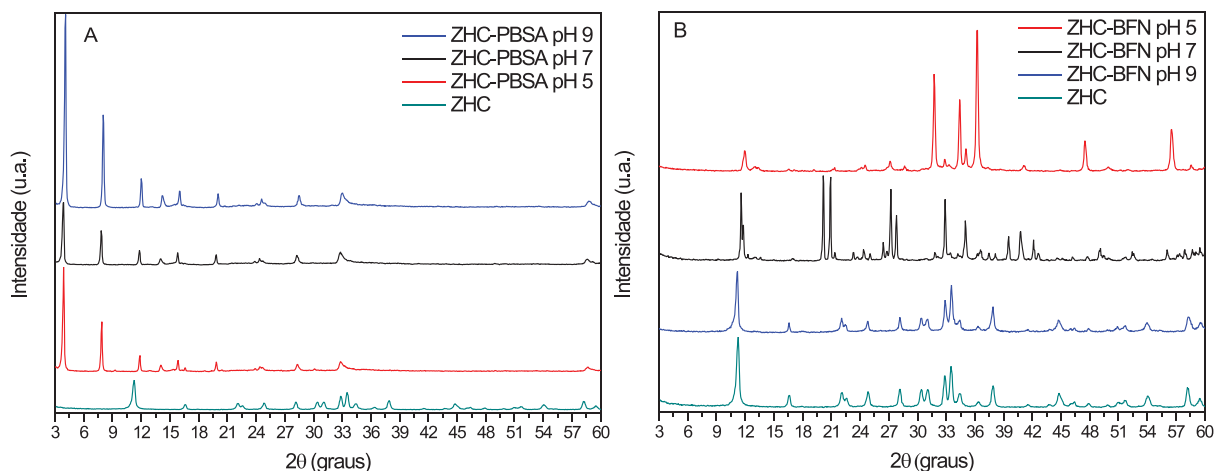 A
ZHC-PBSA pH 9
ZHC-PBSA pH 7
ZHC-PBSA pH 5
ZHC
Intensidade (u.a.)
3 6 9 12 15 18 21 24 27 30 33 36 39 42 45 48 51 54 57 60
2θ (graus)
B
ZHC-BFN pH 5
ZHC-BFN pH 7
ZHC-BFN pH 9
ZHC
Intensidade (u.a.)
3 6 9 12 15 18 21 24 27 30 33 36 39 42 45 48 51 54 57 60
2θ (graus)